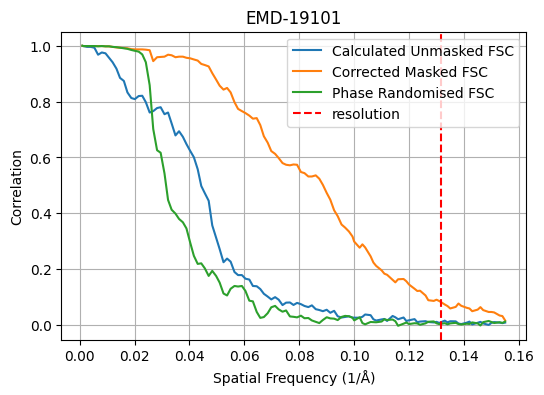 EMD-19101
Calculated Unmasked FSC
Corrected Masked FSC
Phase Randomised FSC
resolution
Correlation
1.0
0.8
0.6
0.4
0.2
0.0
0.00 0.02 0.04 0.06 0.08 0.10 0.12 0.14 0.16
Spatial Frequency (1/Å)